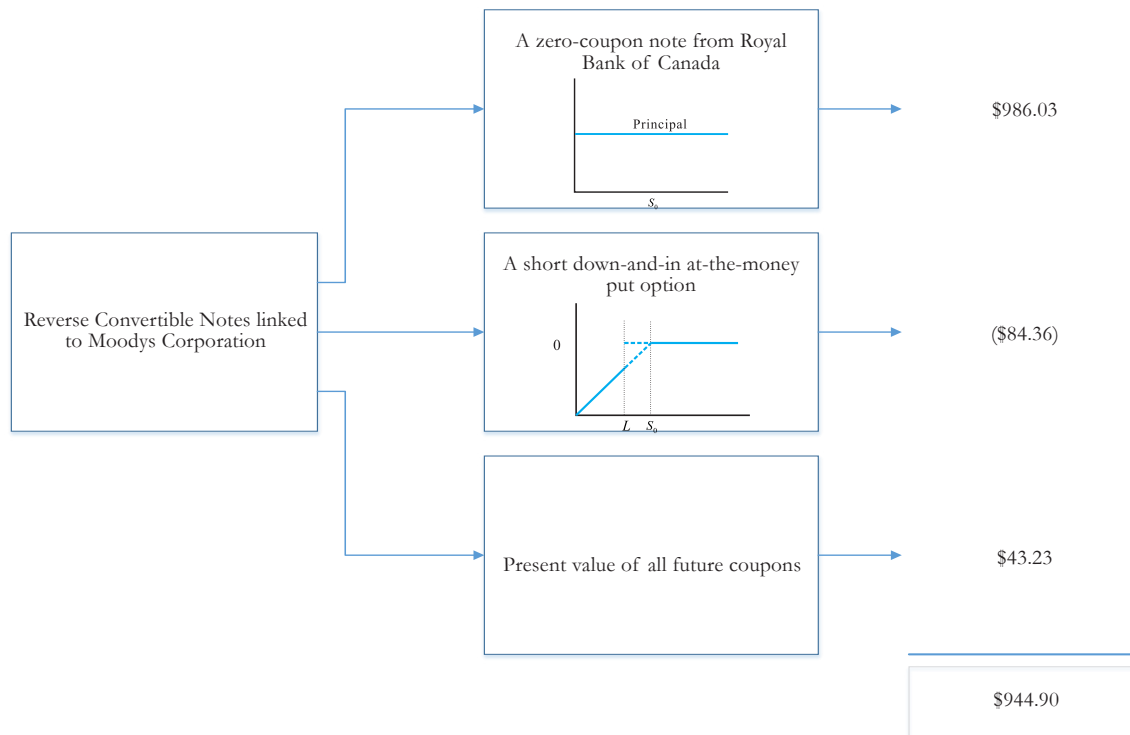 A zero-coupon note from Royal
Bank of Canada
Principal
S₀
$986.03
Reverse Convertible Notes linked
to Moodys Corporation
A short down-and-in at-the-money
put option
0
L S₀
($84.36)
Present value of all future coupons
$43.23
$944.90